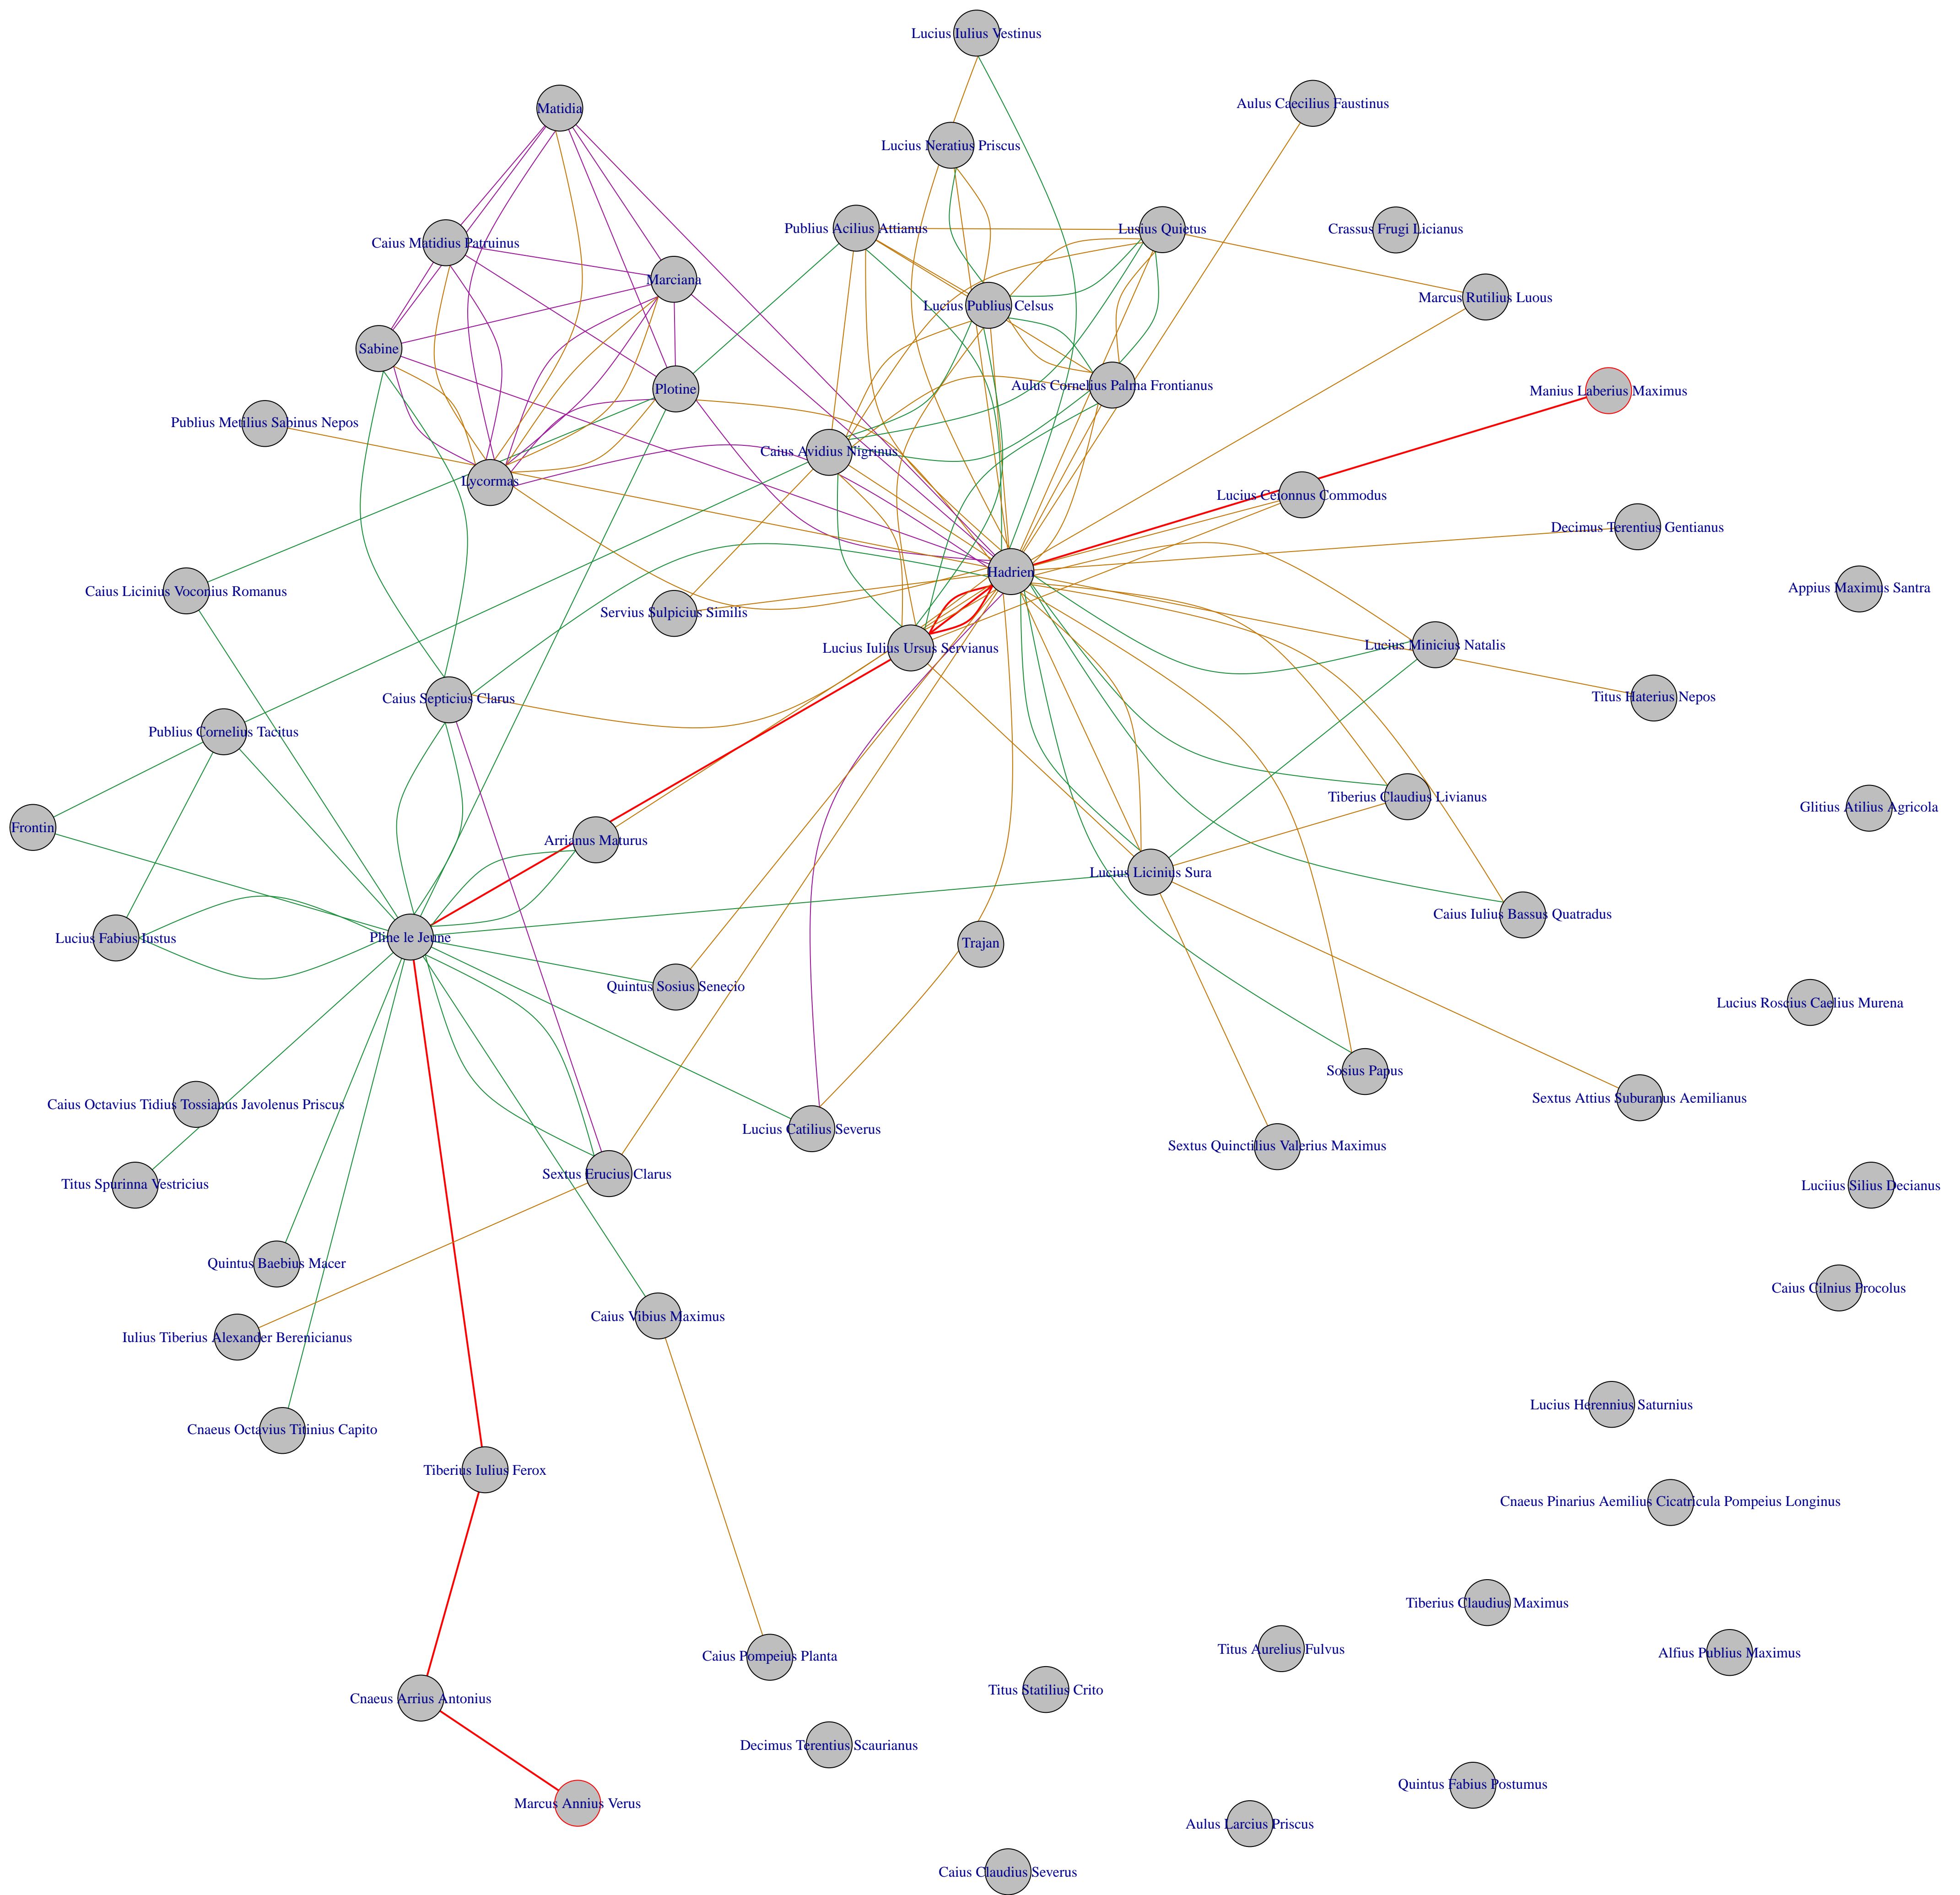 Lucius Iulius Vestinus
Matidia
Aulus Caecilius Faustinus
Lucius Neratius Priscus
Publius Acilius Attianus
Lusius Quietus
Crassus Frugi Licianus
Caius Matidius Patruinus
Marciana
Marcus Rutilius Luous
Lucius Publius Celsus
Sabine
Plotine
Aulus Cornelius Palma Frontianus
Manius Laberius Maximus
Publius Metilius Sabinus Nepos
Caius Avidius Nigrinus
Lycormas
Lucius Ceionnus Commodus
Decimus Terentius Gentianus
Hadrien
Caius Licinius Voconius Romanus
Appius Maximus Santra
Servius Sulpicius Similis
Lucius Iulius Ursus Servianus
Lucius Minicius Natalis
Caius Septicius Clarus
Titus Haterius Nepos
Publius Cornelius Tacitus
Tiberius Claudius Livianus
Glitius Atilius Agricola
Frontin
Arrianus Maturus
Lucius Licinius Sura
Caius Iulius Bassus Quatradus
Lucius Fabius Iustus
Pline le Jeune
Trajan
Quintus Sosius Senecio
Lucius Roscius Caelius Murena
Sosius Papus
Sextus Attius Suburanus Aemilianus
Caius Octavius Tidius Tossianus Javolenus Priscus
Lucius Catilius Severus
Sextus Quinctilius Valerius Maximus
Sextus Erucius Clarus
Titus Spurinna Vestricius
Luciius Silius Decianus
Quintus Baebius Macer
Caius Cilnius Procolus
Caius Vibius Maximus
Iulius Tiberius Alexander Berenicianus
Lucius Herennius Saturnius
Cnaeus Octavius Titinius Capito
Tiberius Iulius Ferox
Cnaeus Pinarius Aemilius Cicatricula Pompeius Longinus
Tiberius Claudius Maximus
Titus Aurelius Fulvus
Alfius Publius Maximus
Caius Pompeius Planta
Titus Statilius Crito
Cnaeus Arrius Antonius
Decimus Terentius Scaurianus
Quintus Fabius Postumus
Marcus Annius Verus
Aulus Larcius Priscus
Caius Claudius Severus